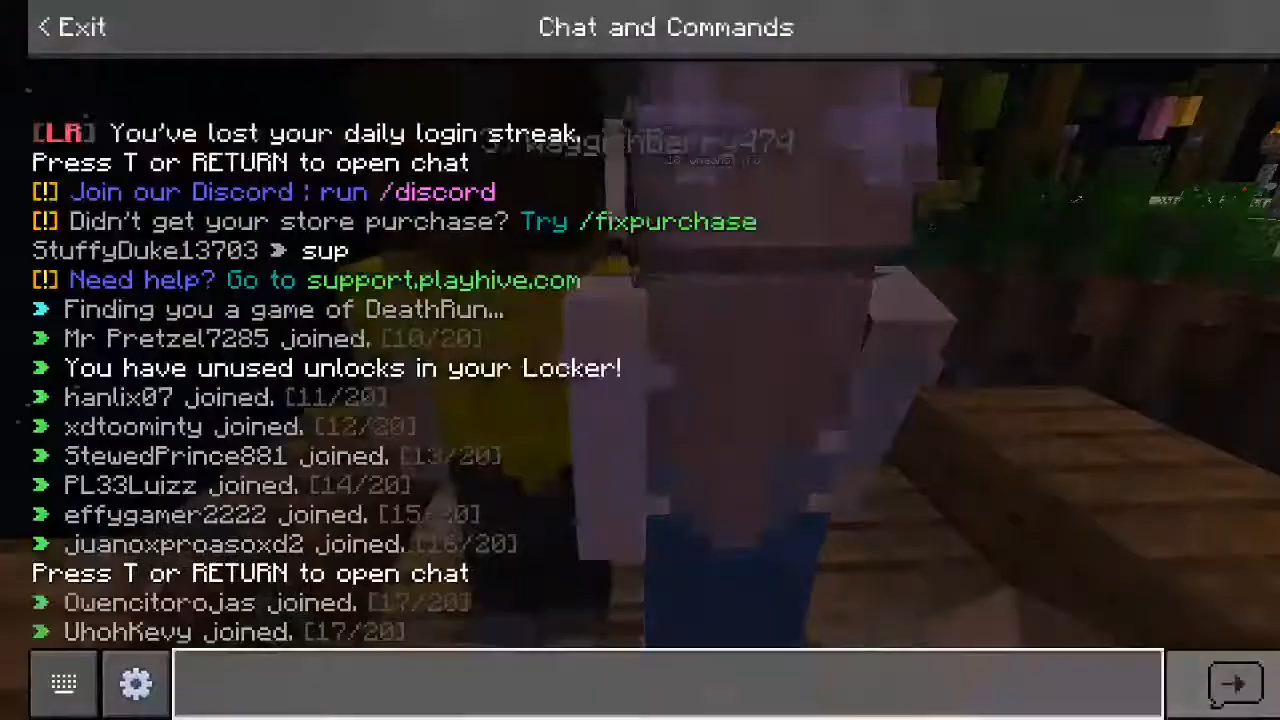 < Exit
Chat and Commands
[LR] You've lost your daily login streak.
Press T or RETURN to open chat
[!] Join our Discord : run /discord
[!] Didn't get your store purchase? Try /fixpurchase
StuffyDuke13703 » sup
[!] Need help? Go to support.playhive.com
» Finding you a game of DeathRun...
» Mr Pretzel7285 joined. [10/20]
» You have unused unlocks in your Locker!
» hanlix07 joined. [11/20]
» xdtoominty joined. [12/20]
» StewedPrince881 joined. [13/20]
» PL33Luizz joined. [14/20]
» effygamer2222 joined. [15/20]
» juanoxproasoxd2 joined. [16/20]
Press T or RETURN to open chat
» Owencitorojas joined. [17/20]
» UhohKevy joined. [17/20]